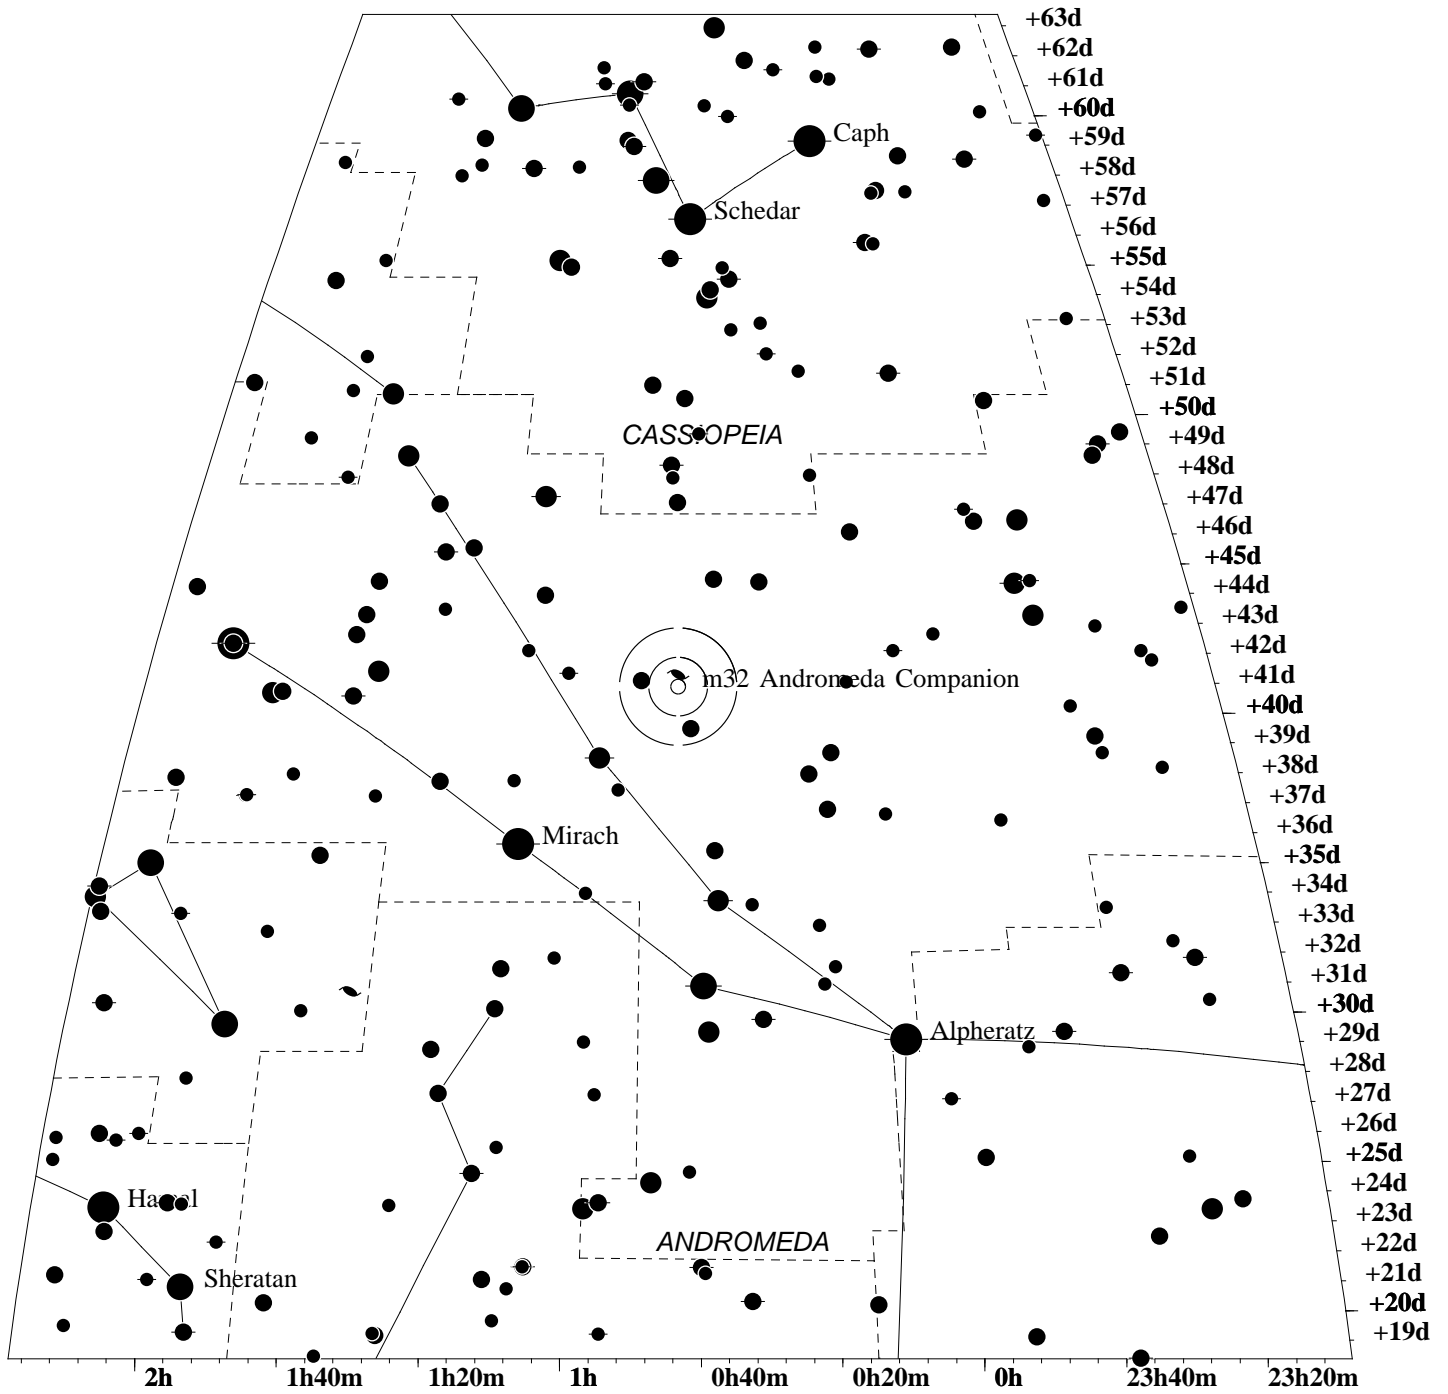 +63d
+62d
+61d
+60d
Caph
+59d
+58d
+57d
Schedar
+56d
+55d
+54d
+53d
+52d
+51d
+50d
CASSIOPEIA
+49d
+48d
+47d
+46d
+45d
+44d
+43d
+42d
m32 Andromeda Companion
+41d
+40d
+39d
+38d
+37d
+36d
Mirach
+35d
+34d
+33d
+32d
+31d
+30d
Alpheratz
+29d
+28d
+27d
+26d
+25d
+24d
Hamal
+23d
ANDROMEDA
+22d
+21d
Sheratan
+20d
+19d
2h 1h40m 1h20m 1h 0h40m 0h20m 0h 23h40m 23h20m